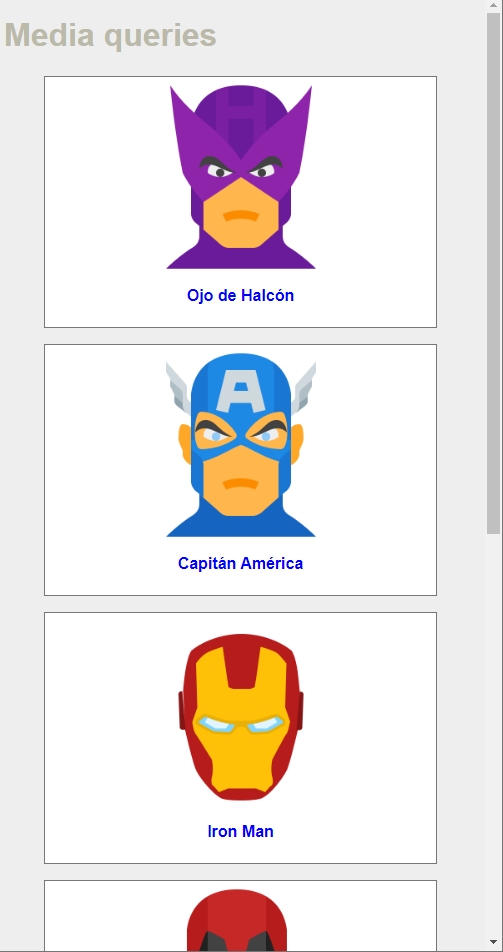 Media queries
Ojo de Halcón
A
Capitán América
Iron Man